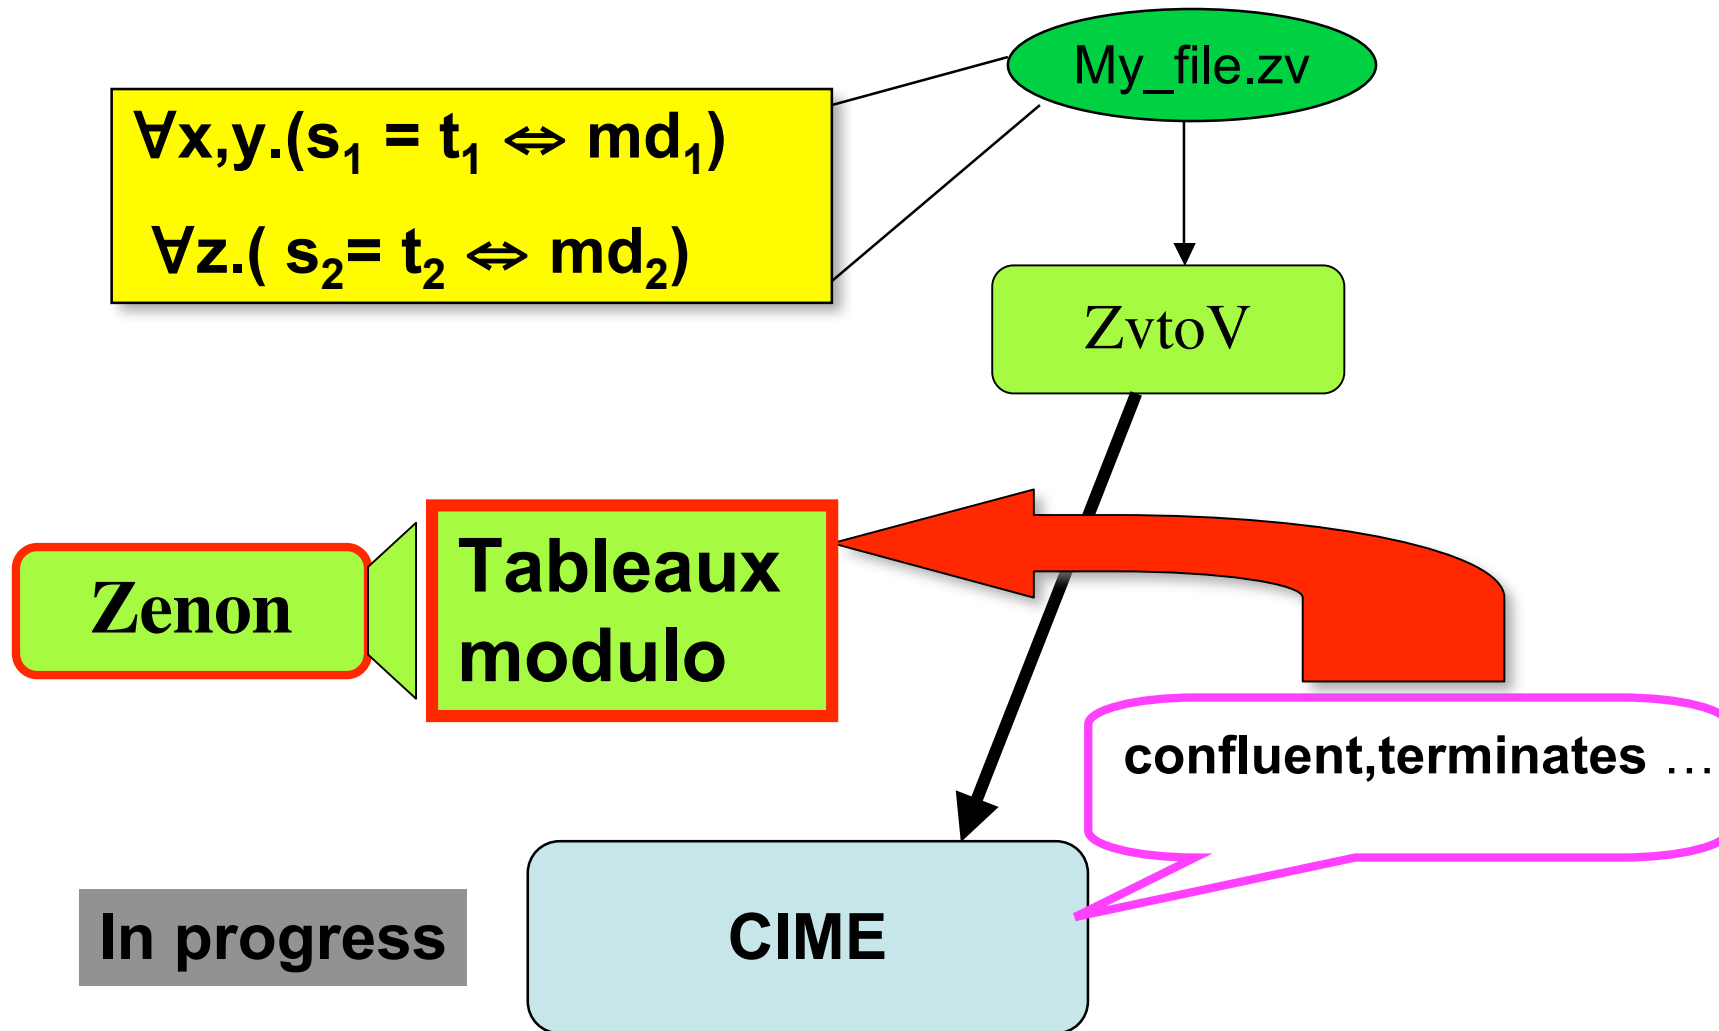 My_file.zv
∀x,y.(s₁ = t₁ ⇔ md₁)
∀z.( s₂= t₂ ⇔ md₂)
ZvtoV
Tableaux
modulo
Zenon
confluent,terminates …
In progress
CIME